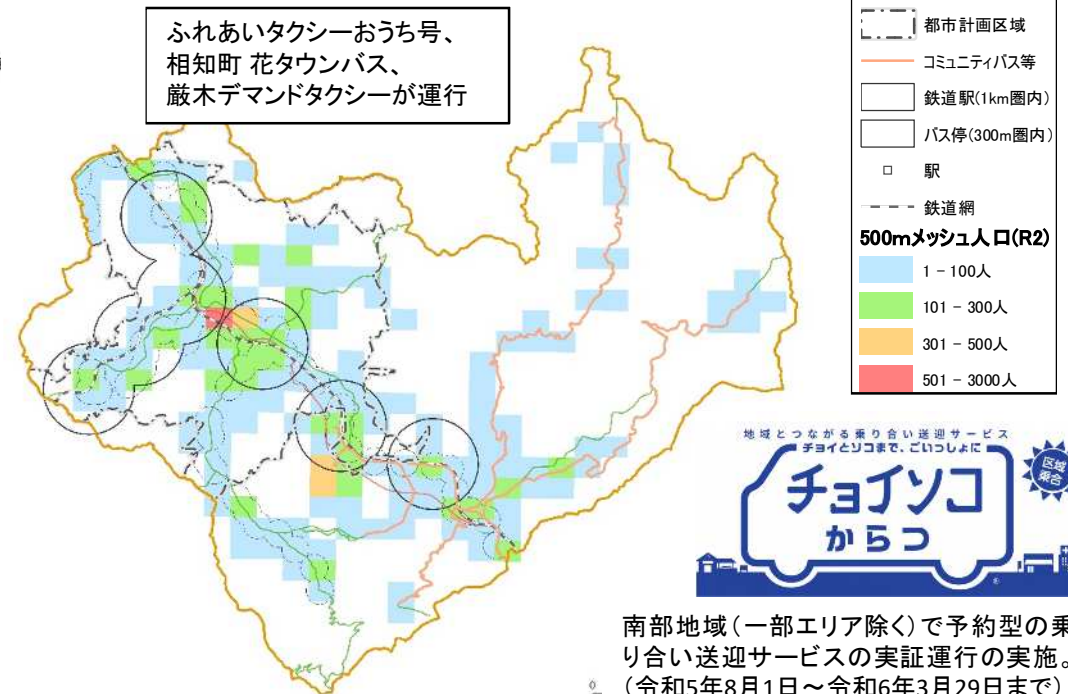 ふれあいタクシーおうち号、
相知町 花タウンバス、
厳木デマンドタクシーが運行
都市計画区域
コミュニティバス等
鉄道駅(1km圏内)
バス停(300m圏内)
駅
鉄道網
500mメッシュ人口(R2)
1 - 100人
101 - 300人
301 - 500人
501 - 3000人
地域とつながる乗り合い送迎サービス
チョイとソコまで、ごいっしょに
区域
乗合
チョイソコ
からつ
南部地域(一部エリア除く)で予約型の乗
り合い送迎サービスの実証運行の実施。
(令和5年8月1日～令和6年3月29日まで)